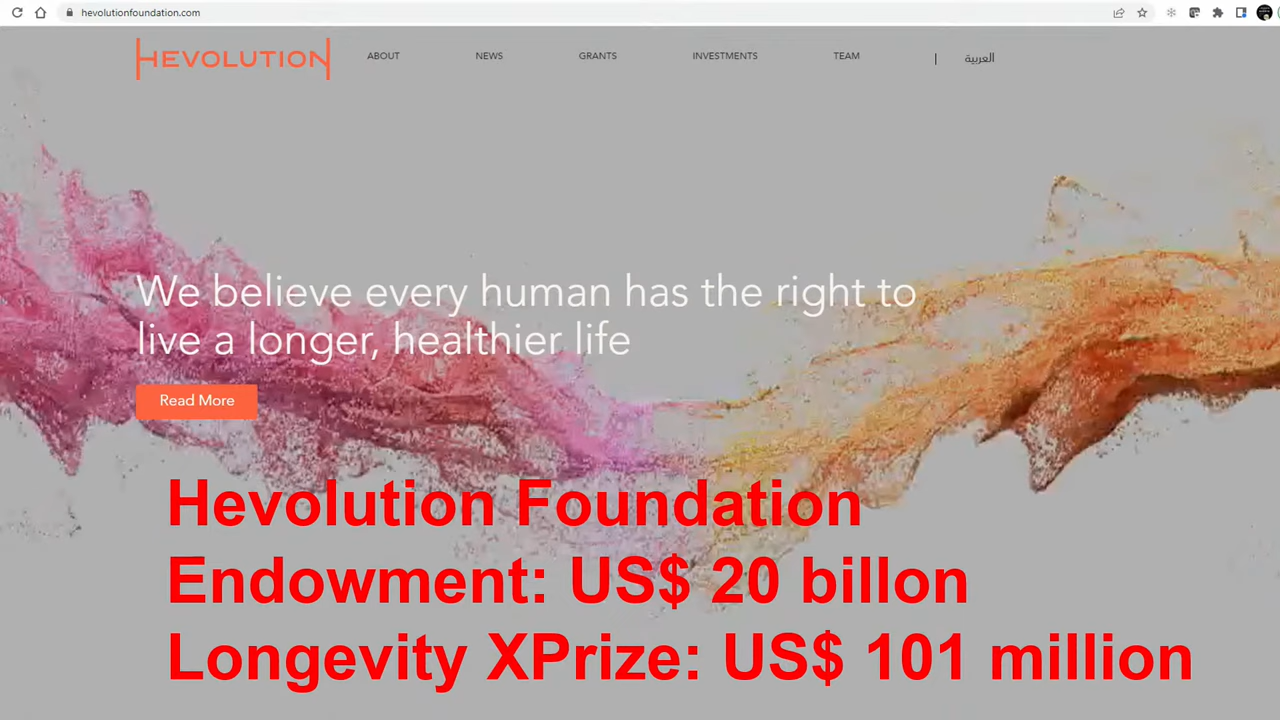 hevolutionfoundation.com
HEVOLUTION
ABOUT NEWS GRANTS INVESTMENTS TEAM | العربية
We believe every human has the right to
live a longer, healthier life
Read More
Hevolution Foundation
Endowment: US$ 20 billon
Longevity XPrize: US$ 101 million